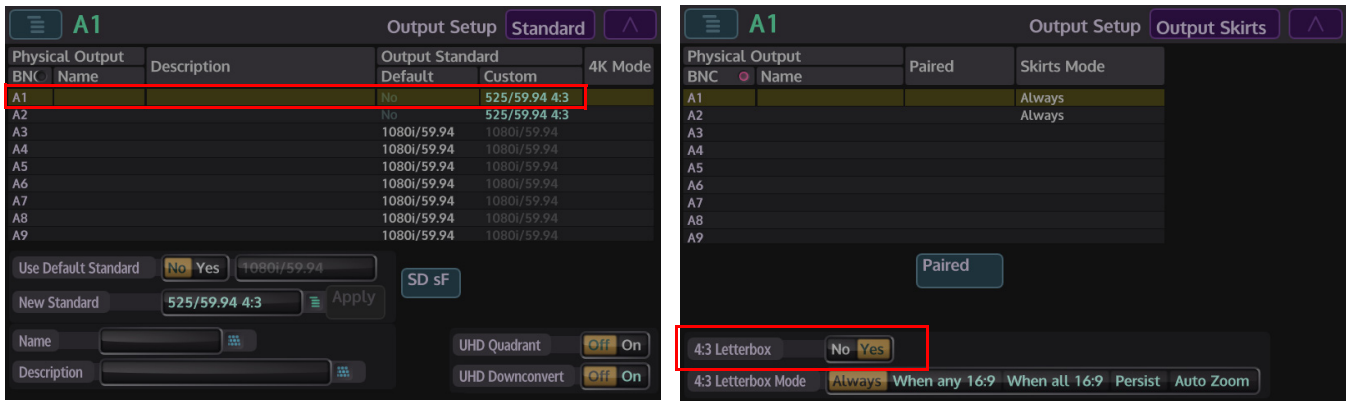 A1 Output Setup Standard
Physical Output Description Output Standard 4K Mode
BNC Name Default Custom
A1 No 525/59.94 4:3
A2 No 525/59.94 4:3
A3 1080i/59.94 1080i/59.94
A4 1080i/59.94 1080i/59.94
A5 1080i/59.94 1080i/59.94
A6 1080i/59.94 1080i/59.94
A7 1080i/59.94 1080i/59.94
A8 1080i/59.94 1080i/59.94
A9 1080i/59.94 1080i/59.94
Use Default Standard No Yes 1080i/59.94
SD sF
New Standard 525/59.94 4:3 Apply
Name
UHD Quadrant Off On
Description
UHD Downconvert Off On
A1 Output Setup Output Skirts
Physical Output Paired Skirts Mode
BNC Name
A1 Always
A2 Always
A3
A4
A5
A6
A7
A8
A9
Paired
4:3 Letterbox No Yes
4:3 Letterbox Mode Always When any 16:9 When all 16:9 Persist Auto Zoom